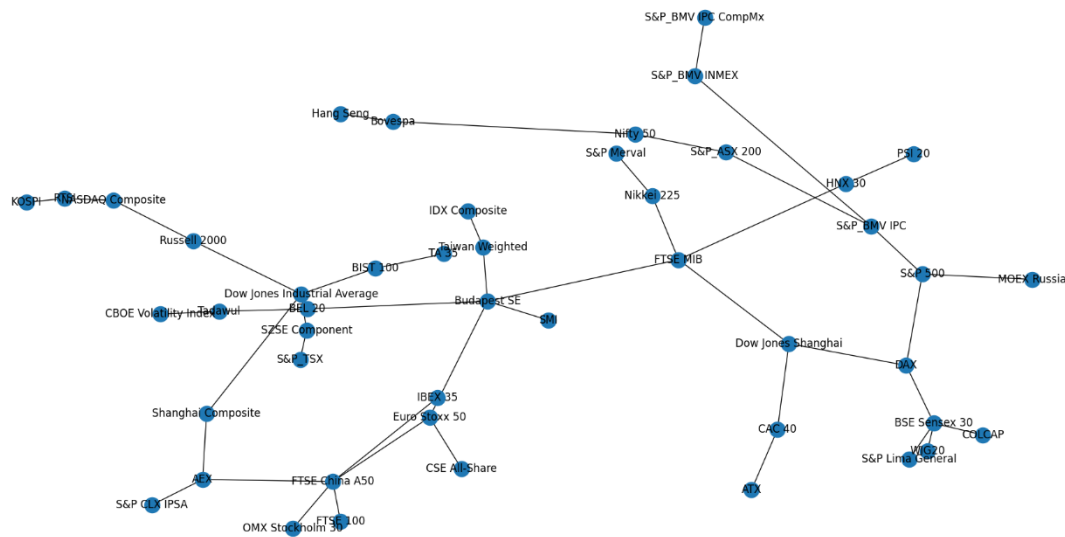 S&P_BMV IPC CompMx
S&P_BMV INMEX
Hang Seng
Bovespa
Nifty 50
S&P Merval
S&P_ASX 200
PSI 20
HNX 30
KOSPI
NASDAQ Composite
Nikkei 225
IDX Composite
S&P_BMV IPC
Russell 2000
Taiwan Weighted
TA 35
BIST 100
FTSE MIB
S&P 500
MOEX Russia
Dow Jones Industrial Average
Budapest SE
BEL 20
CBOE Volatility Index
Tadawul
SMI
SZSE Component
Dow Jones Shanghai
S&P_TSX
DAX
IBEX 35
Shanghai Composite
Euro Stoxx 50
BSE Sensex 30
CAC 40
COLCAP
WIG20
S&P Lima General
CSE All-Share
AEX
FTSE China A50
ATX
S&P CLX IPSA
FTSE 100
OMX Stockholm 30